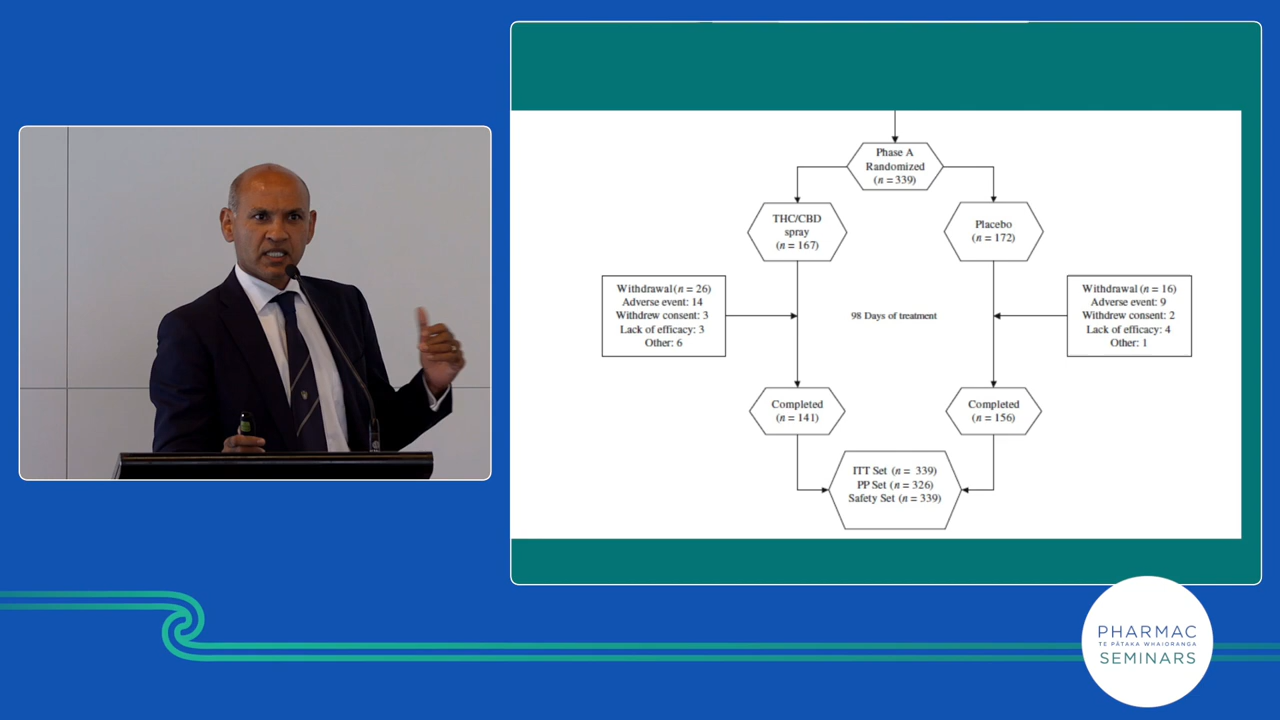 Phase A
Randomized
(n = 339)
THC/CBD
spray
(n = 167)
Placebo
(n = 172)
Withdrawal (n = 26)
Adverse event: 14
Withdrew consent: 3
Lack of efficacy: 3
Other: 6
98 Days of treatment
Withdrawal (n = 16)
Adverse event: 9
Withdrew consent: 2
Lack of efficacy: 4
Other: 1
Completed
(n = 141)
Completed
(n = 156)
ITT Set (n = 339)
PP Set (n = 326)
Safety Set (n = 339)
PHARMAC
TE PĀTAKA WHAIORANGA
SEMINARS